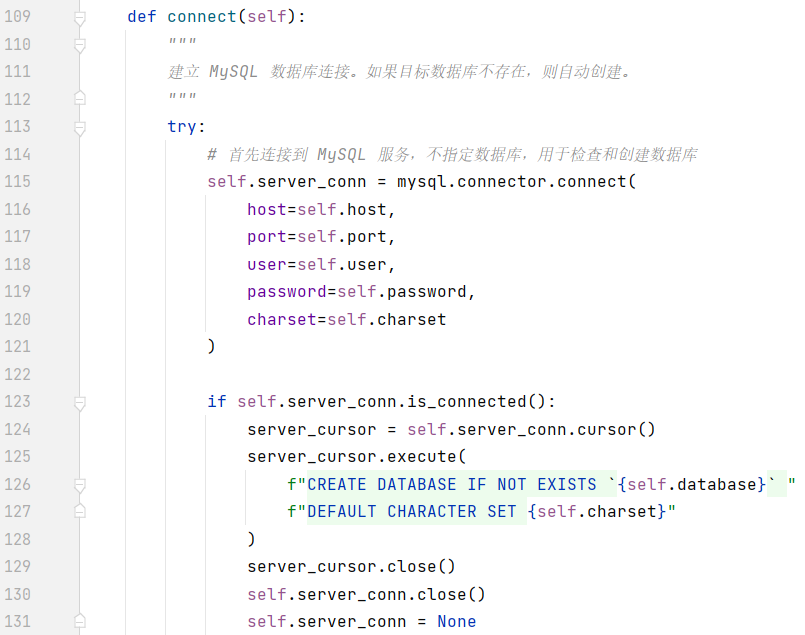 109 def connect(self):
110 """
111 建立 MySQL 数据库连接。如果目标数据库不存在，则自动创建。
112 """
113 try:
114 # 首先连接到 MySQL 服务，不指定数据库，用于检查和创建数据库
115 self.server_conn = mysql.connector.connect(
116 host=self.host,
117 port=self.port,
118 user=self.user,
119 password=self.password,
120 charset=self.charset
121 )
122
123 if self.server_conn.is_connected():
124 server_cursor = self.server_conn.cursor()
125 server_cursor.execute(
126 f"CREATE DATABASE IF NOT EXISTS `{self.database}` "
127 f"DEFAULT CHARACTER SET {self.charset}"
128 )
129 server_cursor.close()
130 self.server_conn.close()
131 self.server_conn = None